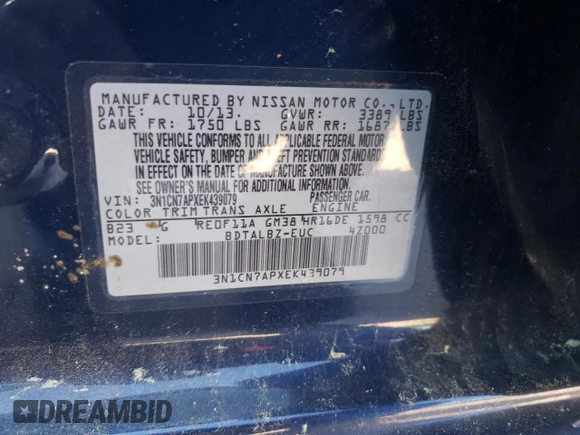 MANUFACTURED BY NISSAN MOTOR CO., LTD.
DATE: 10/13. GVWR: 3389 LBS
GAWR FR: 1750 LBS GAWR RR: 1687 LBS
THIS VEHICLE CONFORMS TO ALL APPLICABLE FEDERAL MOTOR
VEHICLE SAFETY, BUMPER AND THEFT PREVENTION STANDARDS
IN EFFECT ON THE DATE OF MANUFACTURE SHOWN ABOVE.
SEE OWNER'S MANUAL FOR ADDITIONAL INFORMATION.
VIN: 3N1CN7APXEK439079 PASSENGER CAR.
COLOR TRIM TRANS AXLE ENGINE
B23 G RE0F11A GM38 HR16DE 1598 CC
MODEL: BDTALBZ-EUC 4Z000
3N1CN7APXEK439079
DREAMBID